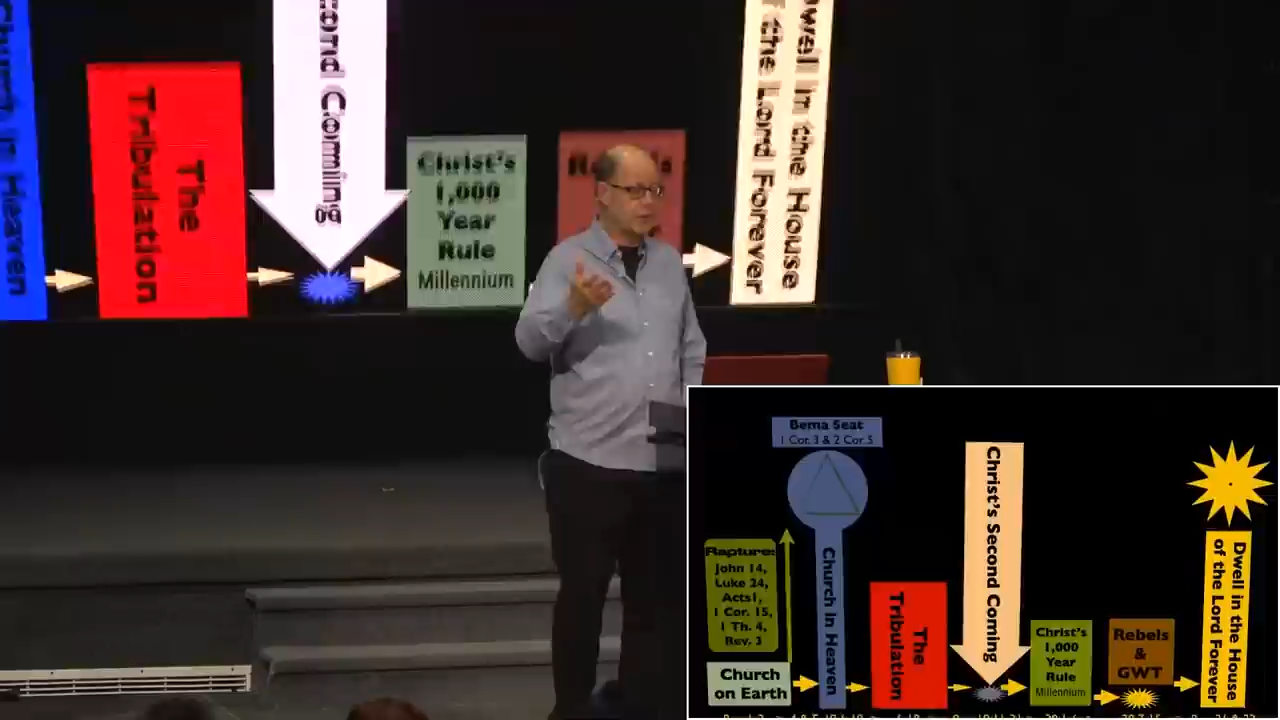 Church in Heaven
The
Tribulation
ond Coming
Christ's
1,000
Year
Rule
Millennium
well in the House
f the Lord Forever
Bema Seat
1 Cor. 3 & 2 Cor 5
Rapture:
John 14,
Luke 24,
Acts1,
1 Cor. 15,
1 Th. 4,
Rev. 3
Church
on Earth
Church in Heaven
The
Tribulation
Christ's Second Coming
Christ's
1,000
Year
Rule
Millennium
Rebels
&
GWT
Dwell in the House
of the Lord Forever